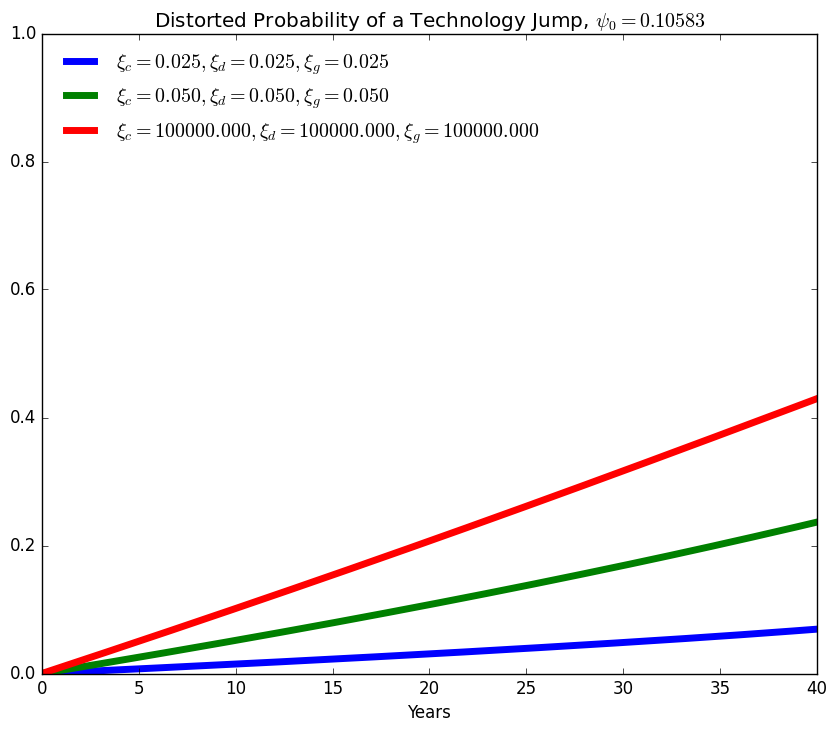 Distorted Probability of a Technology Jump, ψ₀ = 0.10583
1.0
ξ_c = 0.025, ξ_d = 0.025, ξ_g = 0.025
ξ_c = 0.050, ξ_d = 0.050, ξ_g = 0.050
ξ_c = 100000.000, ξ_d = 100000.000, ξ_g = 100000.000
0.8
0.6
0.4
0.2
0.0
0 5 10 15 20 25 30 35 40
Years